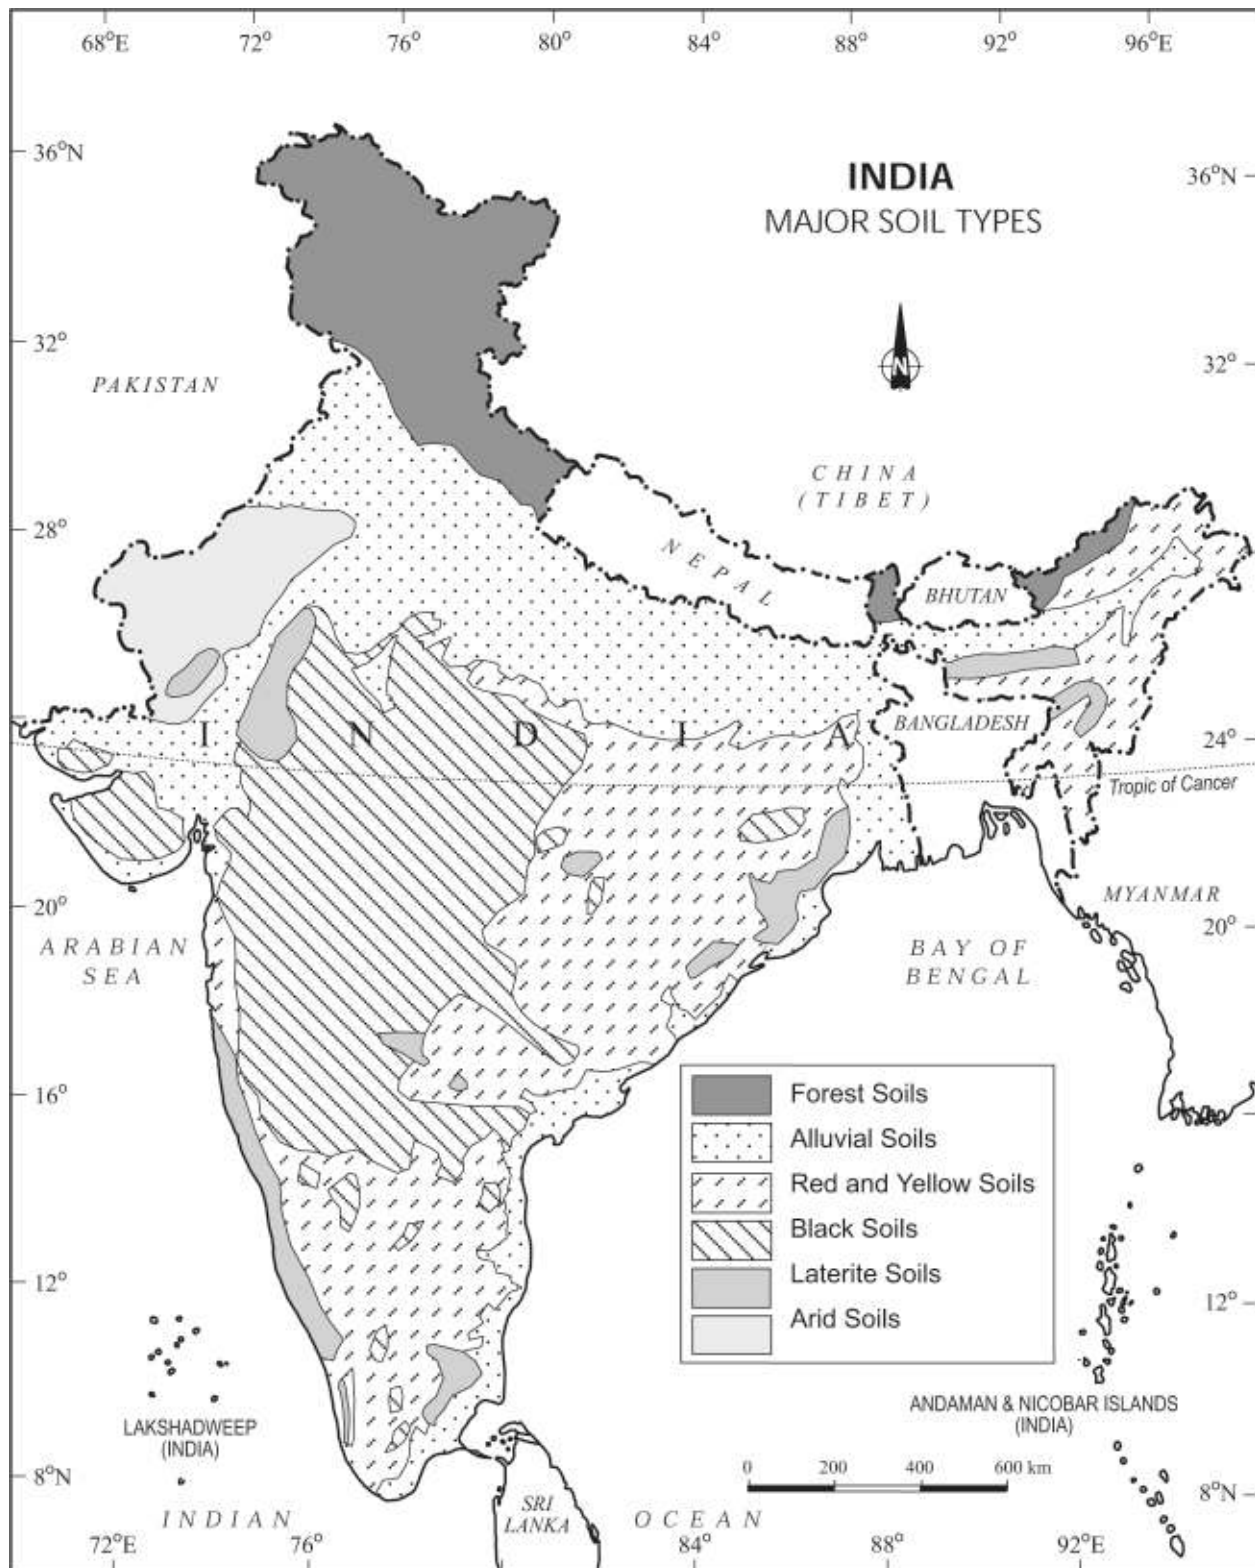 68°E 72° 76° 80° 84° 88° 92° 96°E
36°N
INDIA
36°N
MAJOR SOIL TYPES
N
32°
32°
PAKISTAN
CHINA
(TIBET)
28°
NEPAL
BHUTAN
28°
I N D I A
BANGLADESH
24°
Tropic of Cancer
20°
MYANMAR
20°
ARABIAN
SEA
BAY OF
BENGAL
16°
Forest Soils
Alluvial Soils
Red and Yellow Soils
Black Soils
Laterite Soils
Arid Soils
12°
12°
LAKSHADWEEP
(INDIA)
ANDAMAN & NICOBAR ISLANDS
(INDIA)
8°N
0 200 400 600 km
8°N
SRI
LANKA
INDIAN OCEAN
72°E 76° 84° 88° 92°E